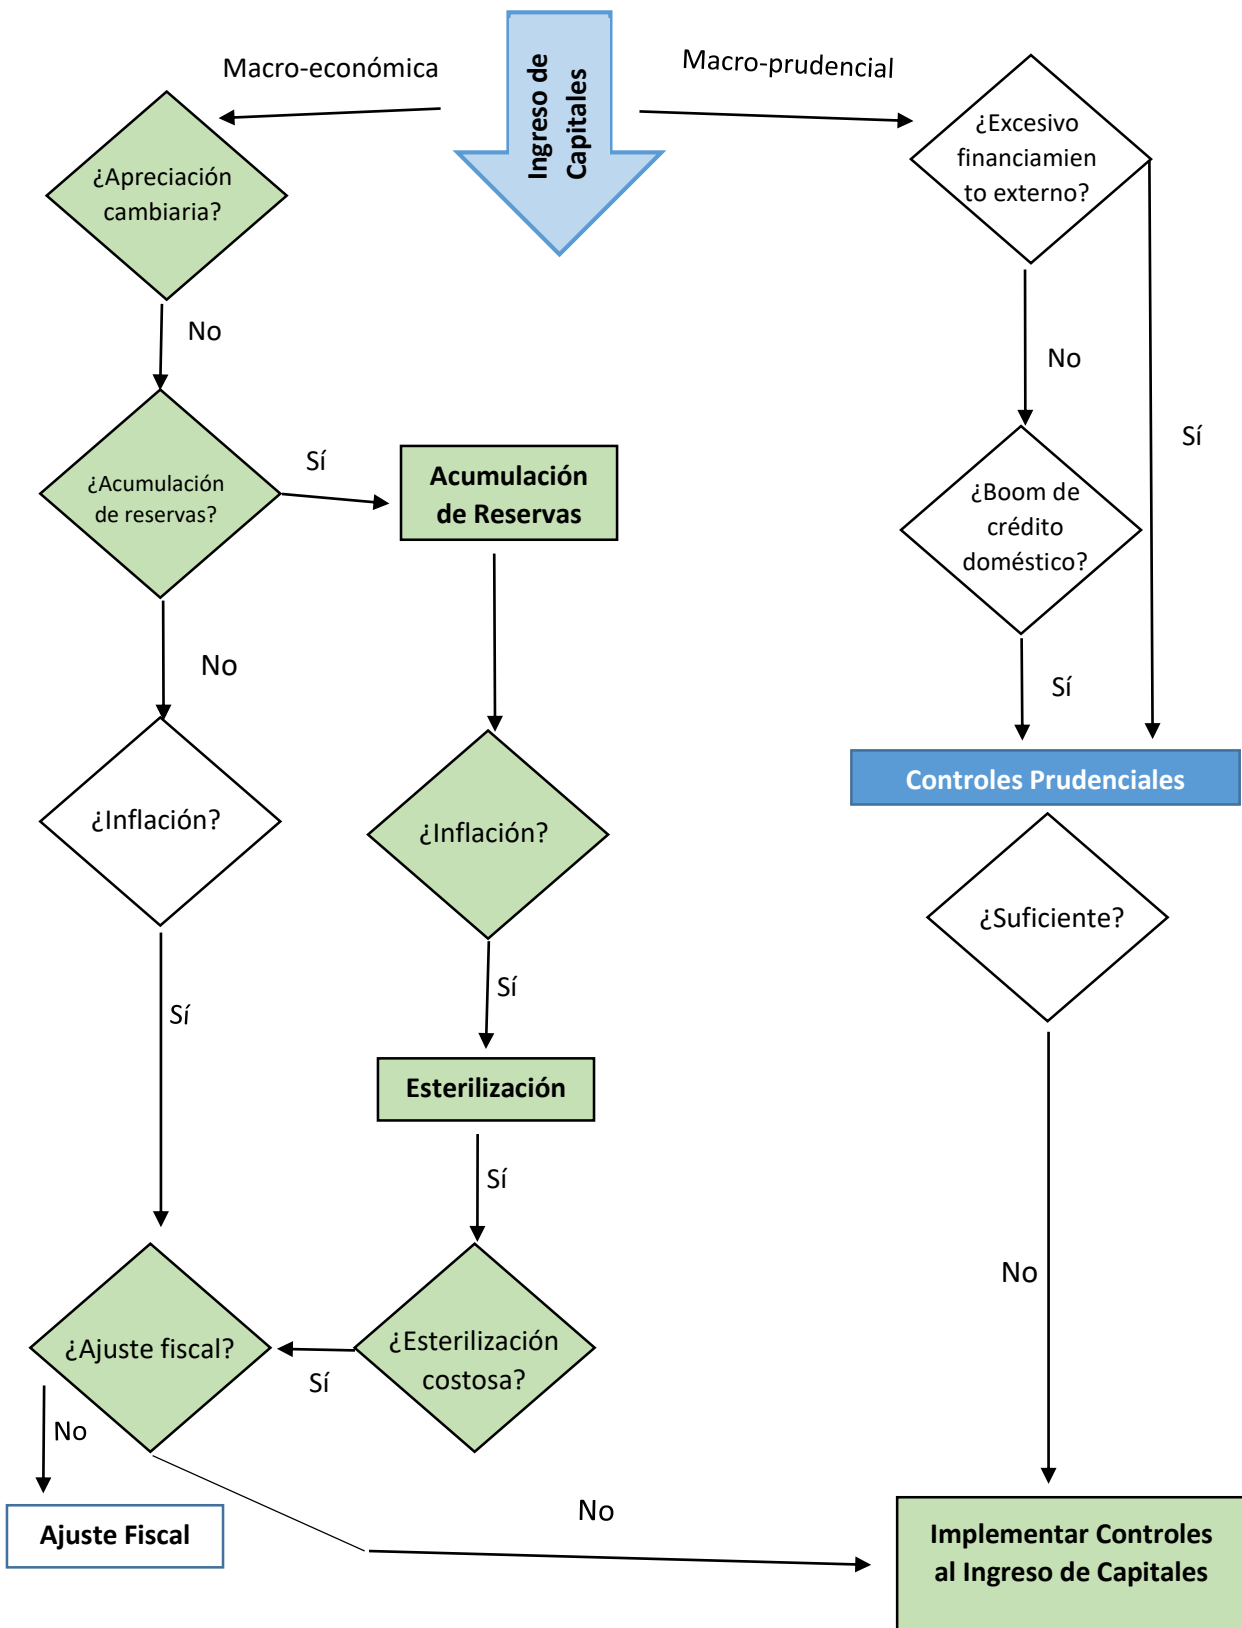 Macro-económica
Ingreso de
Capitales
Macro-prudencial
¿Apreciación
cambiaria?
No
¿Acumulación
de reservas?
Sí
Acumulación
de Reservas
No
¿Inflación?
¿Inflación?
Sí
Sí
Esterilización
Sí
¿Ajuste fiscal?
Sí
¿Esterilización
costosa?
No
Ajuste Fiscal
No
¿Excesivo
financiamien
to externo?
No
Sí
¿Boom de
crédito
doméstico?
Sí
Controles Prudenciales
¿Suficiente?
No
Implementar Controles
al Ingreso de Capitales